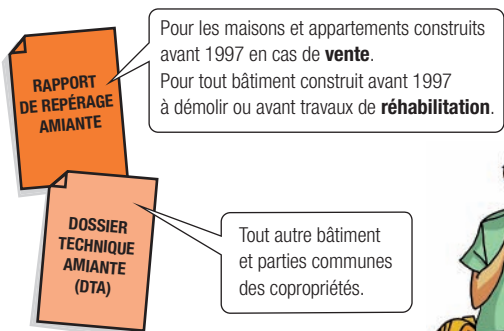 Pour les maisons et appartements construits
avant 1997 en cas de vente.
Pour tout bâtiment construit avant 1997
à démolir ou avant travaux de réhabilitation.
RAPPORT
DE REPÉRAGE
AMIANTE
DOSSIER
TECHNIQUE
AMIANTE
(DTA)
Tout autre bâtiment
et parties communes
des copropriétés.